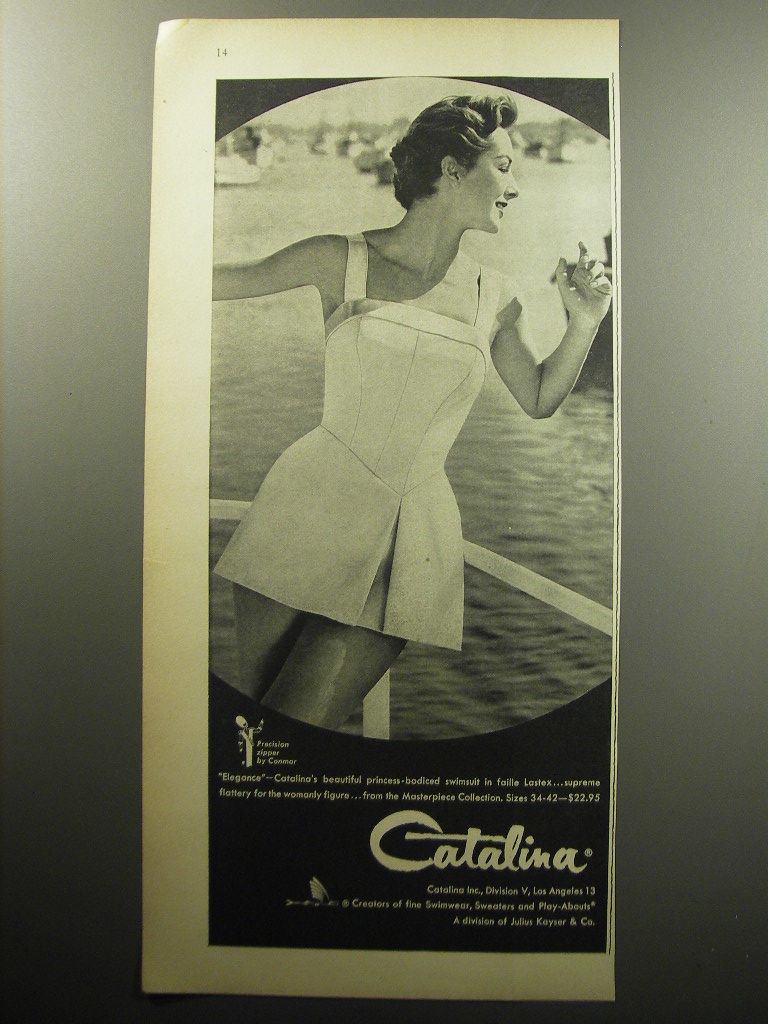 14
Precision
zipper
by Conmar
"Elegance"—Catalina's beautiful princess-bodiced swimsuit in faille Lastex...supreme
flattery for the womanly figure...from the Masterpiece Collection. Sizes 34-42—$22.95
Catalina®
Catalina Inc., Division V, Los Angeles 13
® Creators of fine Swimwear, Sweaters and Play-Abouts®
A division of Julius Kayser & Co.